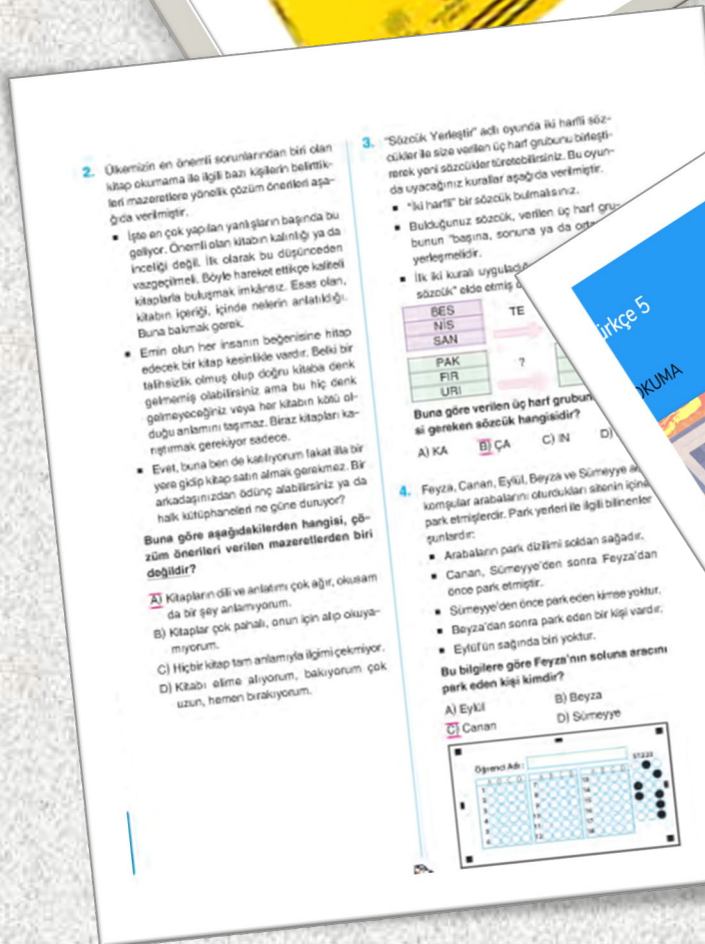 2. Ülkemizin en önemli sorunlarından biri olan
kitap okumama ile ilgili bazı kişilerin belirttik-
leri mazeretlere yönelik çözüm önerileri aşa-
ğıda verilmiştir.
▪ İşte en çok yapılan yanlışların başında bu
geliyor. Önemli olan kitabın kalınlığı ya da
inceliği değil. İlk olarak bu düşünceden
vazgeçilmeli. Böyle hareket ettikçe kaliteli
kitaplarla buluşmak imkânsız. Esas olan,
kitabın içeriği, içinde nelerin anlatıldığı.
Buna bakmak gerek.
▪ Emin olun her insanın beğenisine hitap
edecek bir kitap kesinlikle vardır. Belki bir
talihsizlik olmuş olup doğru kitaba denk
gelmemiş olabilirsiniz ama bu hiç denk
gelmeyeceğiniz veya her kitabın kötü ol-
duğu anlamını taşımaz. Biraz kitapları ka-
rıştırmak gerekiyor sadece.
▪ Evet, buna ben de katılıyorum fakat illa bir
yere gidip kitap satın almak gerekmez. Bir
arkadaşınızdan ödünç alabilirsiniz ya da
halk kütüphaneleri ne güne duruyor?
Buna göre aşağıdakilerden hangisi, çö-
züm önerileri verilen mazeretlerden biri
değildir?
A) Kitapların dili ve anlatımı çok ağır, okusam
da bir şey anlamıyorum.
B) Kitaplar çok pahalı, onun için alıp okuya-
mıyorum.
C) Hiçbir kitap tam anlamıyla ilgimi çekmiyor.
D) Kitabı elime alıyorum, bakıyorum çok
uzun, hemen bırakıyorum.
3. "Sözcük Yerleştir" adlı oyunda iki harfli söz-
cükler ile size verilen üç harf grubunu birleşti-
rerek yeni sözcükler türetebilirsiniz. Bu oyun-
da uyacağınız kurallar aşağıda verilmiştir.
▪ "İki harfli" bir sözcük bulmalısınız.
▪ Bulduğunuz sözcük, verilen üç harf gru-
bunun "başına, sonuna ya da orta
yerleşmelidir.
▪ İlk iki kuralı uyguladığ
sözcük" elde etmiş
BES
NİS
SAN
TE
PAK
FIR
URI
?
Buna göre verilen üç harf grubun
si gereken sözcük hangisidir?
A) KA B) ÇA C) IN D)
4. Feyza, Canan, Eylül, Beyza ve Sümeyye
komşular arabalarını oturdukları sitenin için
park etmişlerdir. Park yerleri ile ilgili bilinenler
şunlardır:
▪ Arabaların park dizilimi soldan sağadır.
▪ Canan, Sümeyye'den sonra Feyza'dan
önce park etmiştir.
▪ Sümeyye'den önce park eden kimse yoktur.
▪ Beyza'dan sonra park eden bir kişi vardır.
▪ Eylül'ün sağında biri yoktur.
Bu bilgilere göre Feyza'nın soluna aracını
park eden kişi kimdir?
A) Eylül B) Beyza
C) Canan D) Sümeyye
Öğrenci Adı:
ürkçe 5
OKUMA